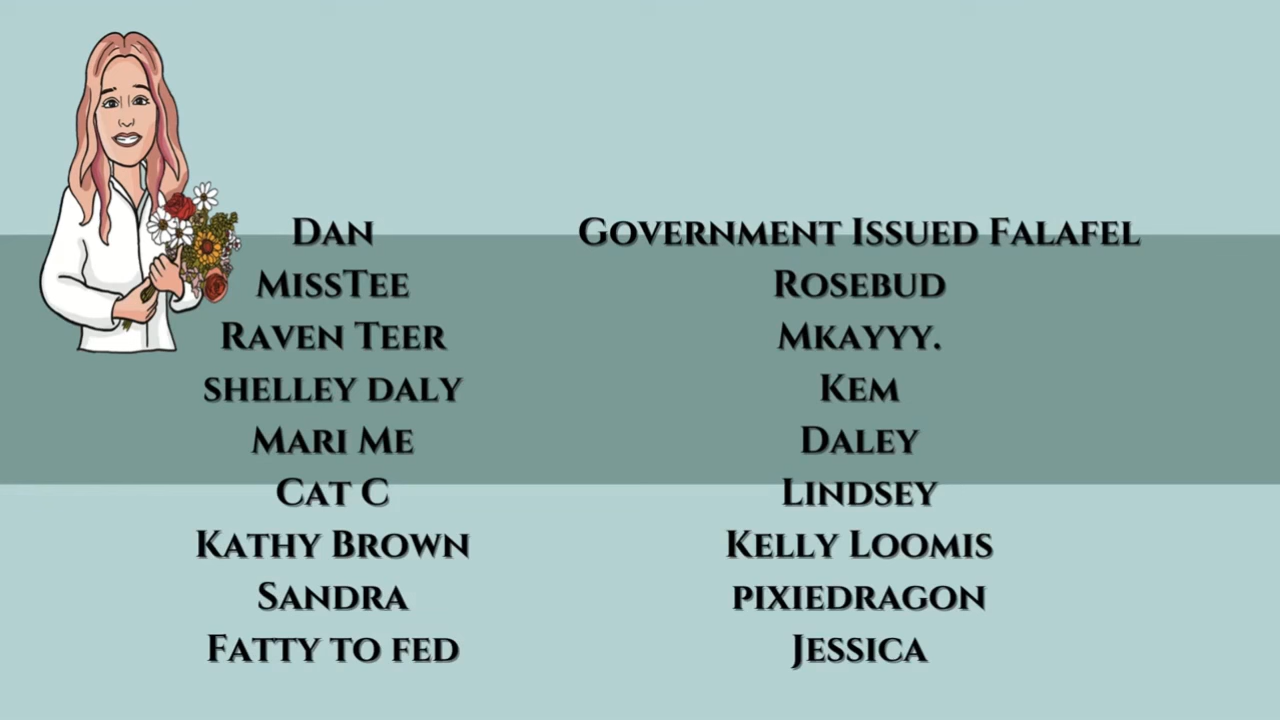 Dan
MissTee
Raven Teer
shelley daly
Mari Me
Cat C
Kathy Brown
Sandra
Fatty to fed
Government Issued Falafel
Rosebud
Mkayyy.
Kem
Daley
Lindsey
Kelly Loomis
pixiedragon
Jessica